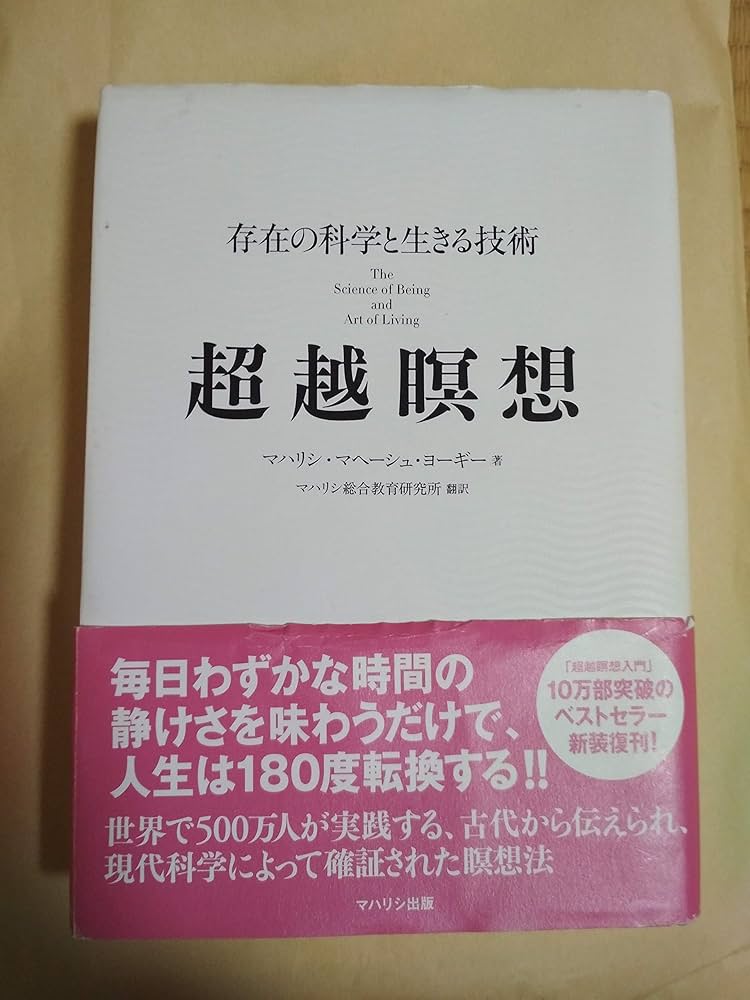 存在の科学と生きる技術
The
Science of Being
and
Art of Living
超越瞑想
マハリシ・マヘーシュ・ヨーギー 著
マハリシ総合教育研究所 翻訳
毎日わずかな時間の
静けさを味わうだけで、
人生は180度転換する!!
「超越瞑想入門」
10万部突破の
ベストセラー
新装復刊!
世界で500万人が実践する、古代から伝えられ、
現代科学によって確証された瞑想法
マハリシ出版